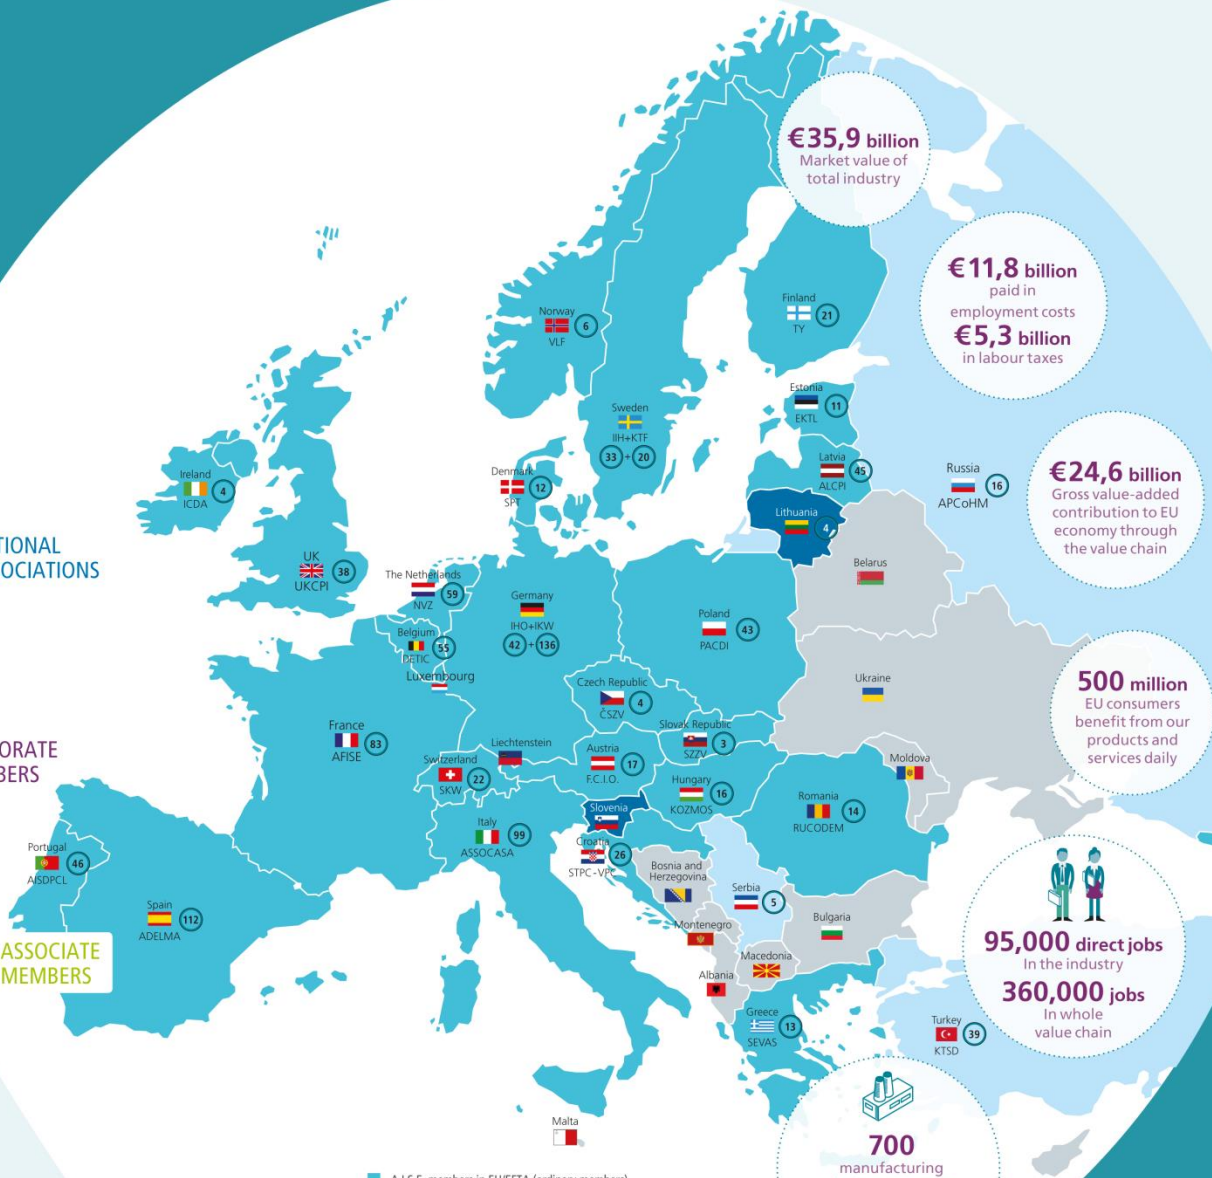 €35,9 billion
Market value of
total industry
€11,8 billion
paid in
employment costs
€5,3 billion
in labour taxes
Norway
6
VLF
Finland
21
TY
Estonia
11
EKTL
Sweden
IIH+KTF
33 + 20
Latvia
45
ALCPI
Russia
16
APCoHM
€24,6 billion
Gross value-added
contribution to EU
economy through
the value chain
Ireland
4
ICDA
Denmark
12
SPT
Lithuania
4
TIONAL
OCIATIONS
UK
38
UKCPI
Belarus
The Netherlands
59
NVZ
Germany
IHO+IKW
42 + 136
Poland
43
PACDI
Belgium
55
DETIC
Luxembourg
Ukraine
500 million
EU consumers
benefit from our
products and
services daily
Czech Republic
4
ČSZV
Slovak Republic
3
SZZV
France
83
AFISE
Liechtenstein
Austria
17
F.C.I.O.
Switzerland
22
SKW
Moldova
ORATE
BERS
Hungary
16
KOZMOS
Romania
14
RUCODEM
Slovenia
Italy
99
ASSOCASA
Croatia
26
STPC-VPC
Portugal
46
AISDPCL
Bosnia and
Herzegovina
Serbia
5
Spain
112
ADELMA
Bulgaria
Montenegro
ASSOCIATE
MEMBERS
95,000 direct jobs
In the industry
360,000 jobs
In whole
value chain
Macedonia
Albania
Greece
13
SEVAS
Turkey
39
KTSD
Malta
700
manufacturing
A.I.S.E. members in EU/EFTA (ordinary members)